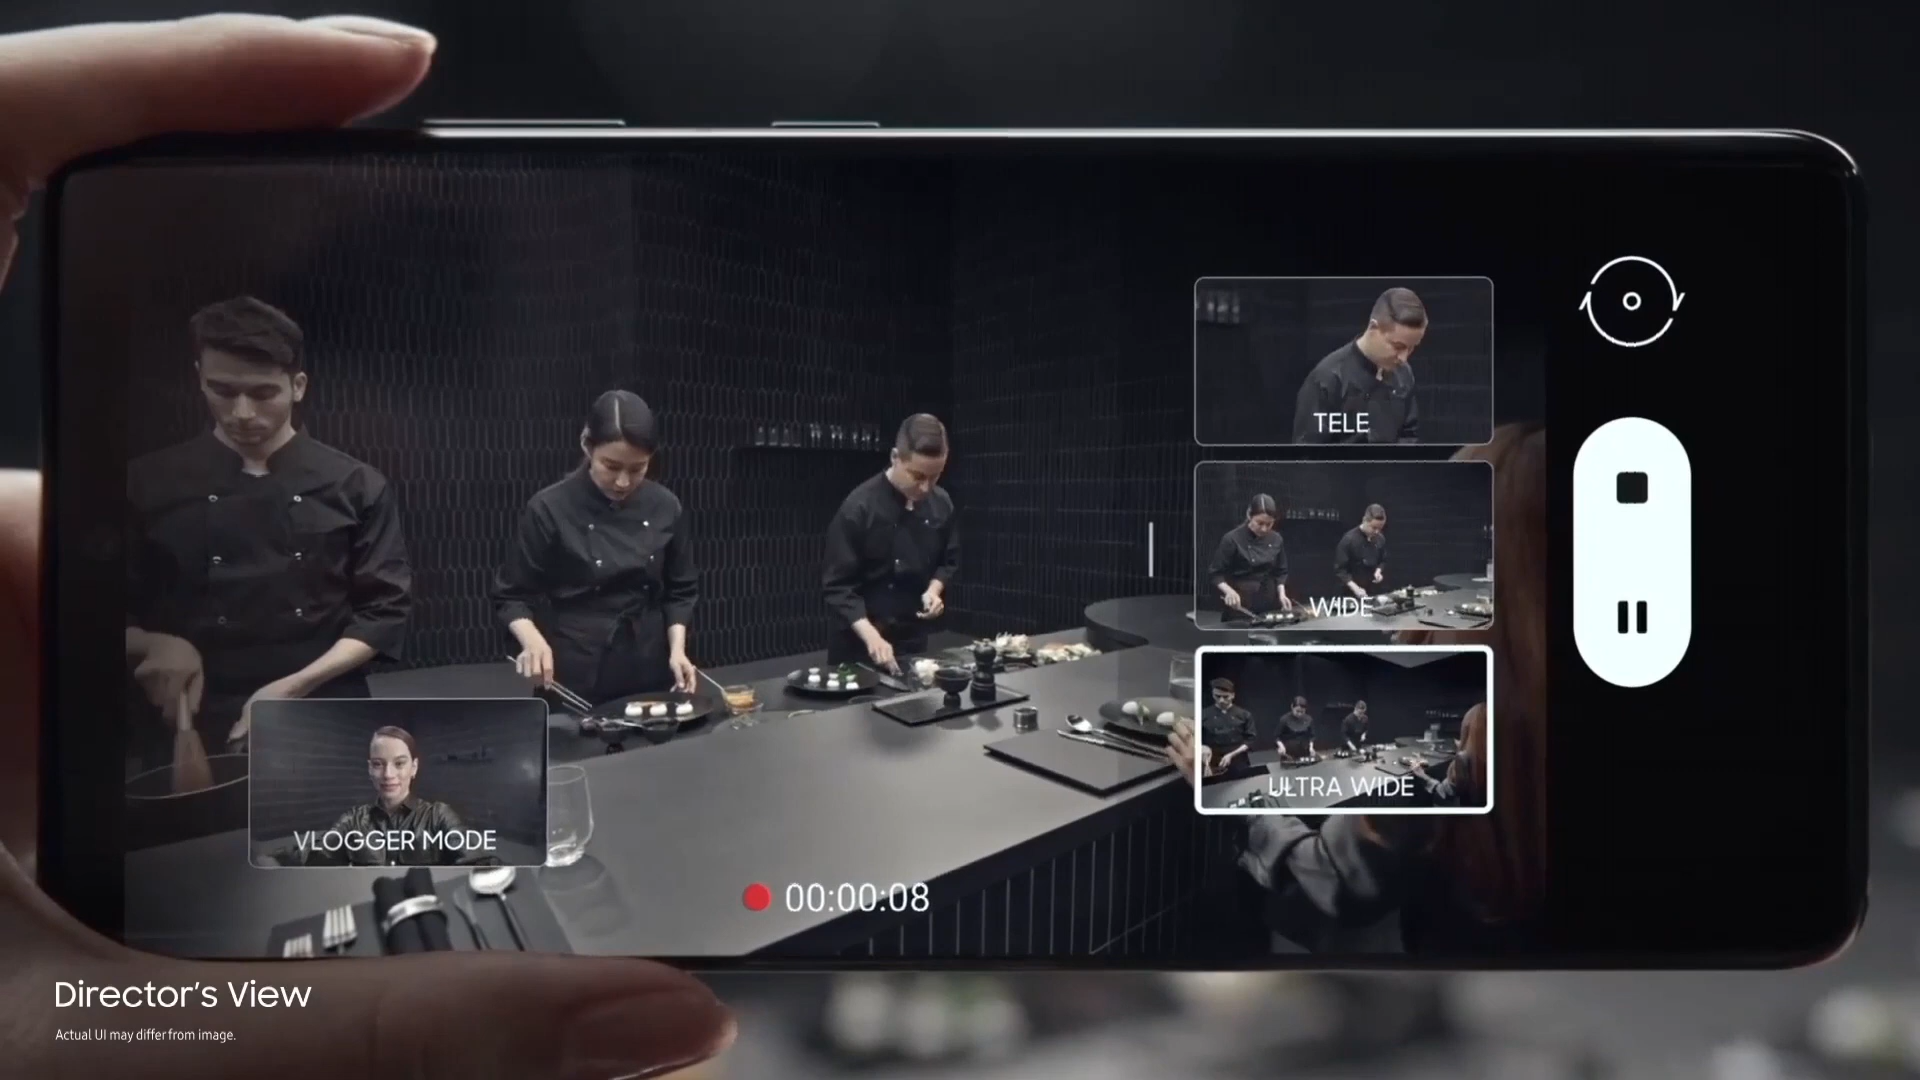 TELE
WIDE
ULTRA WIDE
VLOGGER MODE
00:00:08
Director's View
Actual UI may differ from image.